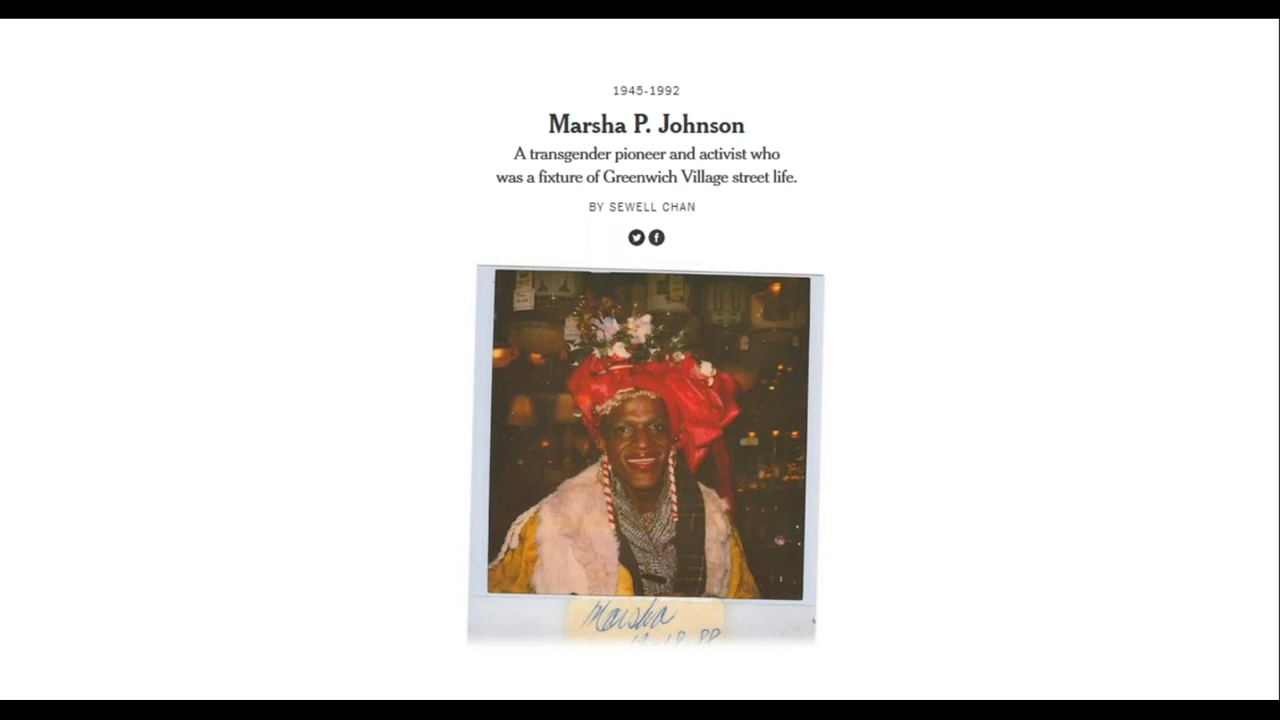 1945-1992
Marsha P. Johnson
A transgender pioneer and activist who
was a fixture of Greenwich Village street life.
BY SEWELL CHAN
Marsha